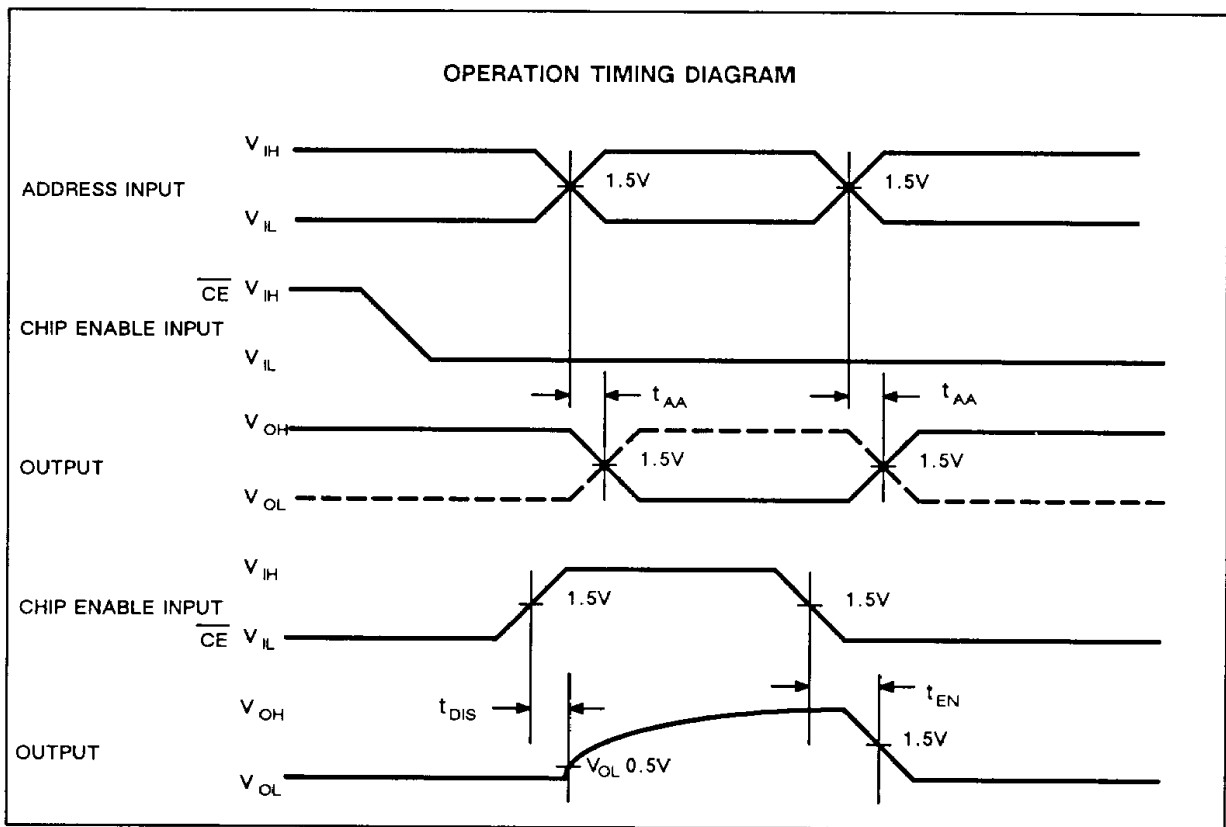 OPERATION TIMING DIAGRAM
V IH
ADDRESS INPUT
1.5V
1.5V
V IL
CE V IH
CHIP ENABLE INPUT
V IL
t AA
t AA
V OH
OUTPUT
1.5V
1.5V
V OL
V IH
CHIP ENABLE INPUT
1.5V
1.5V
CE V IL
V OH
t DIS
t EN
OUTPUT
1.5V
V OL 0.5V
V OL